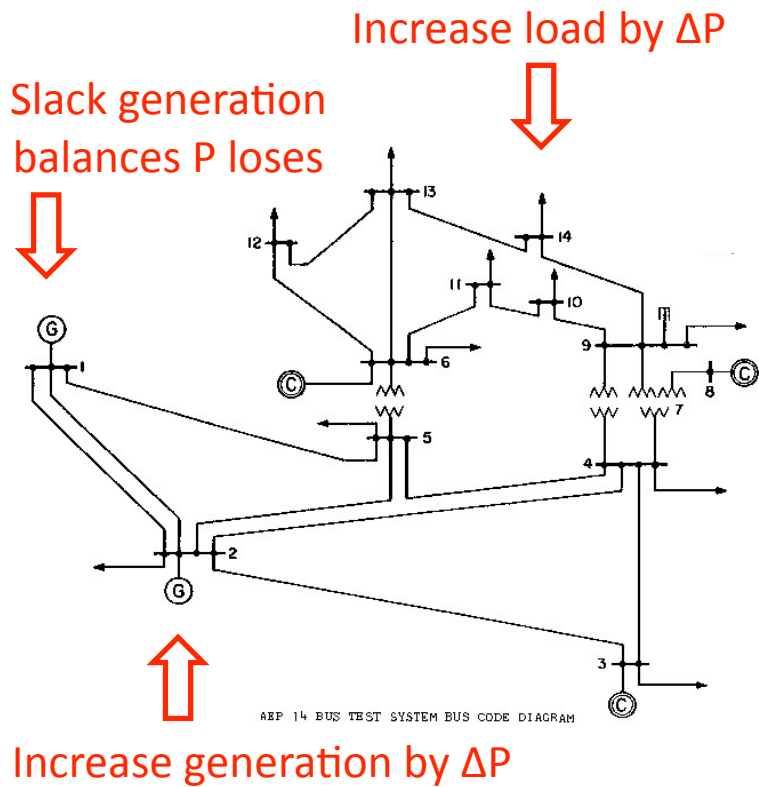 Increase load by ΔP
Slack generation
balances P loses
13
12
14
11
10
G
1
6
9
C
8
C
7
5
4
2
G
3
C
AEP 14 BUS TEST SYSTEM BUS CODE DIAGRAM
Increase generation by ΔP